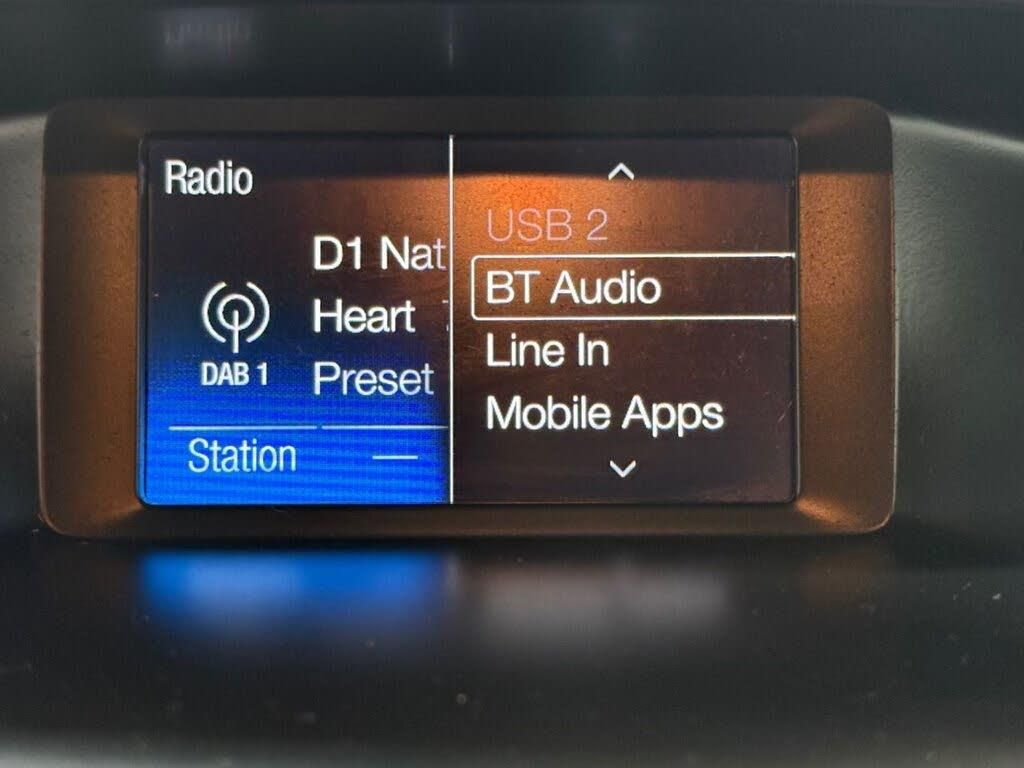 Radio
D1 Nat
Heart
DAB 1
Preset
Station
USB 2
BT Audio
Line In
Mobile Apps